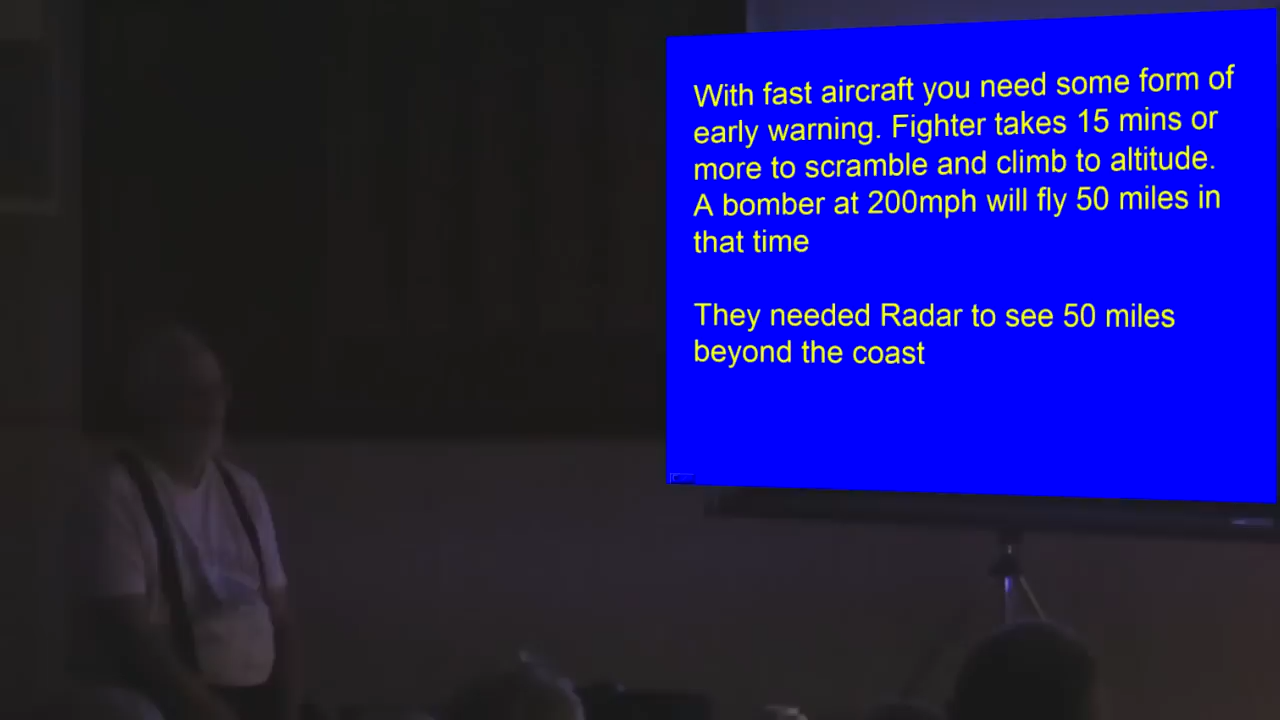 With fast aircraft you need some form of
early warning. Fighter takes 15 mins or
more to scramble and climb to altitude.
A bomber at 200mph will fly 50 miles in
that time
They needed Radar to see 50 miles
beyond the coast